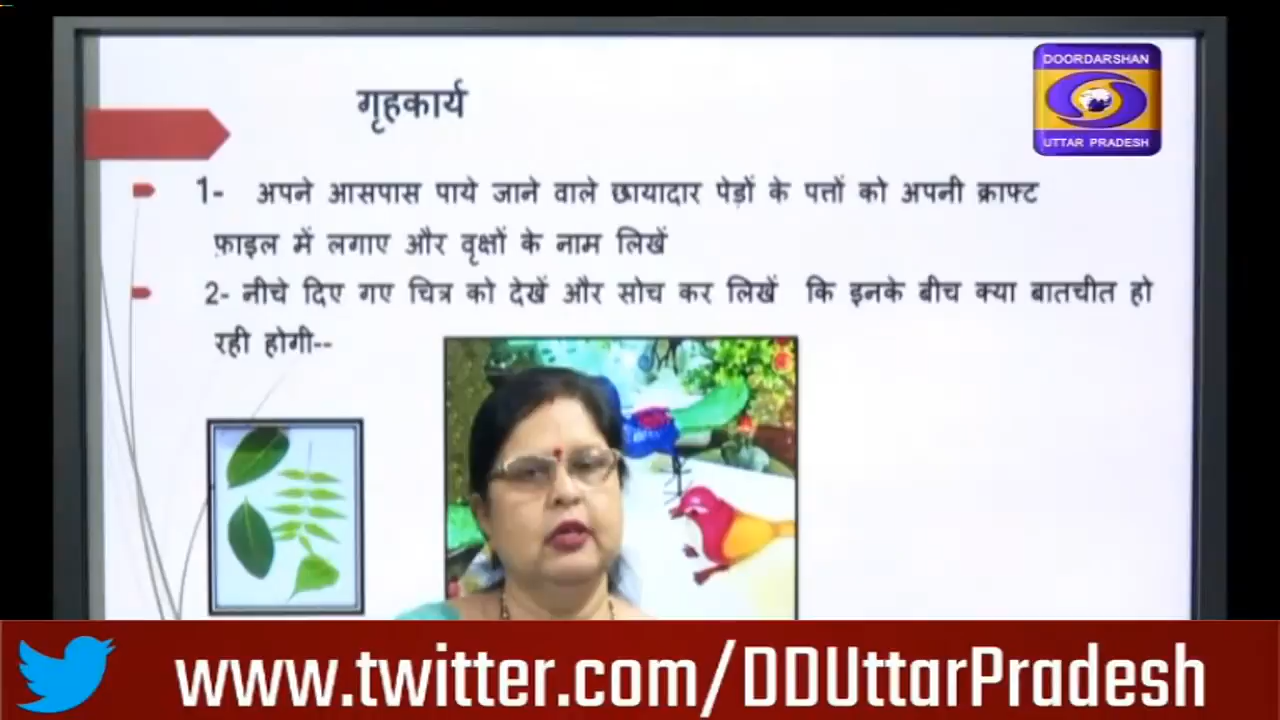 DOORDARSHAN
UTTAR PRADESH
गृहकार्य
1- अपने आसपास पाये जाने वाले छायादार पेड़ों के पत्तों को अपनी क्राफ्ट
फ़ाइल में लगाए और वृक्षों के नाम लिखें
2- नीचे दिए गए चित्र को देखें और सोच कर लिखें कि इनके बीच क्या बातचीत हो
रही होगी--
www.twitter.com/DDUttarPradesh